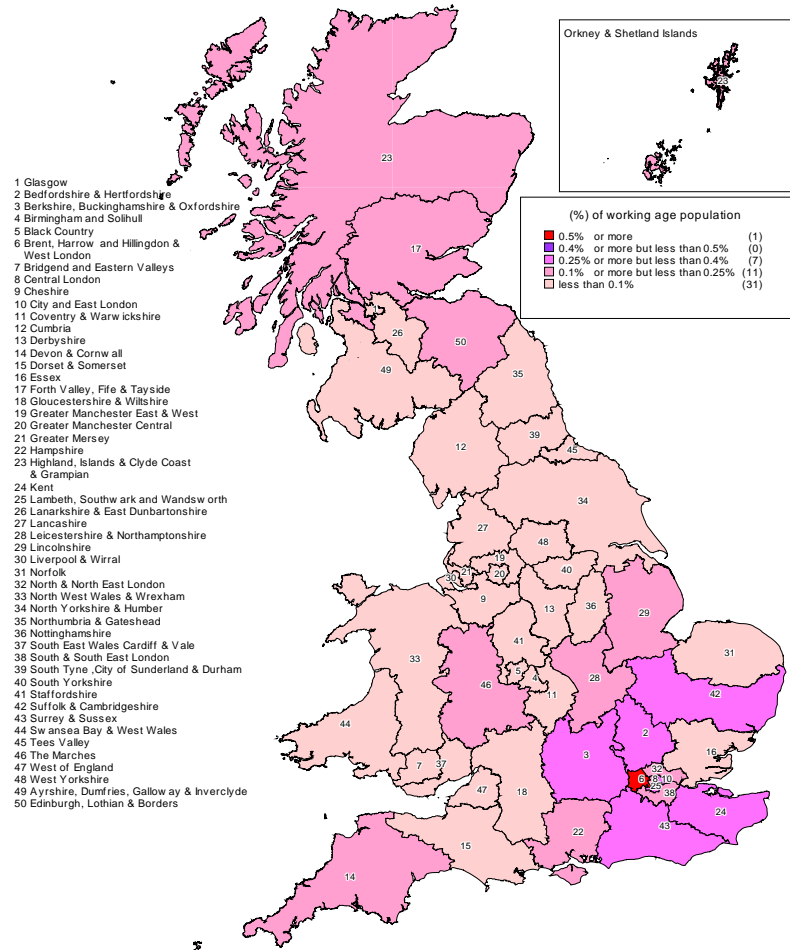 Orkney & Shetland Islands
23
(%) of working age population
0.5% or more (1)
0.4% or more but less than 0.5% (0)
0.25% or more but less than 0.4% (7)
0.1% or more but less than 0.25% (11)
less than 0.1% (31)
1 Glasgow
2 Bedfordshire & Hertfordshire
3 Berkshire, Buckinghamshire & Oxfordshire
4 Birmingham and Solihull
5 Black Country
6 Brent, Harrow and Hillingdon &
West London
7 Bridgend and Eastern Valleys
8 Central London
9 Cheshire
10 City and East London
11 Coventry & Warwickshire
12 Cumbria
13 Derbyshire
14 Devon & Cornwall
15 Dorset & Somerset
16 Essex
17 Forth Valley, Fife & Tayside
18 Gloucestershire & Wiltshire
19 Greater Manchester East & West
20 Greater Manchester Central
21 Greater Mersey
22 Hampshire
23 Highland, Islands & Clyde Coast
& Grampian
24 Kent
25 Lambeth, Southwark and Wandsworth
26 Lanarkshire & East Dunbartonshire
27 Lancashire
28 Leicestershire & Northamptonshire
29 Lincolnshire
30 Liverpool & Wirral
31 Norfolk
32 North & North East London
33 North West Wales & Wrexham
34 North Yorkshire & Humber
35 Northumbria & Gateshead
36 Nottinghamshire
37 South East Wales Cardiff & Vale
38 South & South East London
39 South Tyne ,City of Sunderland & Durham
40 South Yorkshire
41 Staffordshire
42 Suffolk & Cambridgeshire
43 Surrey & Sussex
44 Swansea Bay & West Wales
45 Tees Valley
46 The Marches
47 West of England
48 West Yorkshire
49 Ayrshire, Dumfries, Galloway & Inverclyde
50 Edinburgh, Lothian & Borders
23
17
26
50
49
35
39
45
12
34
27
48
19
21
30
20
40
9
13
36
29
41
31
33
5
4
46
28
42
11
44
2
3
16
7
37
32
6
8
10
25
47
18
38
24
22
43
15
14